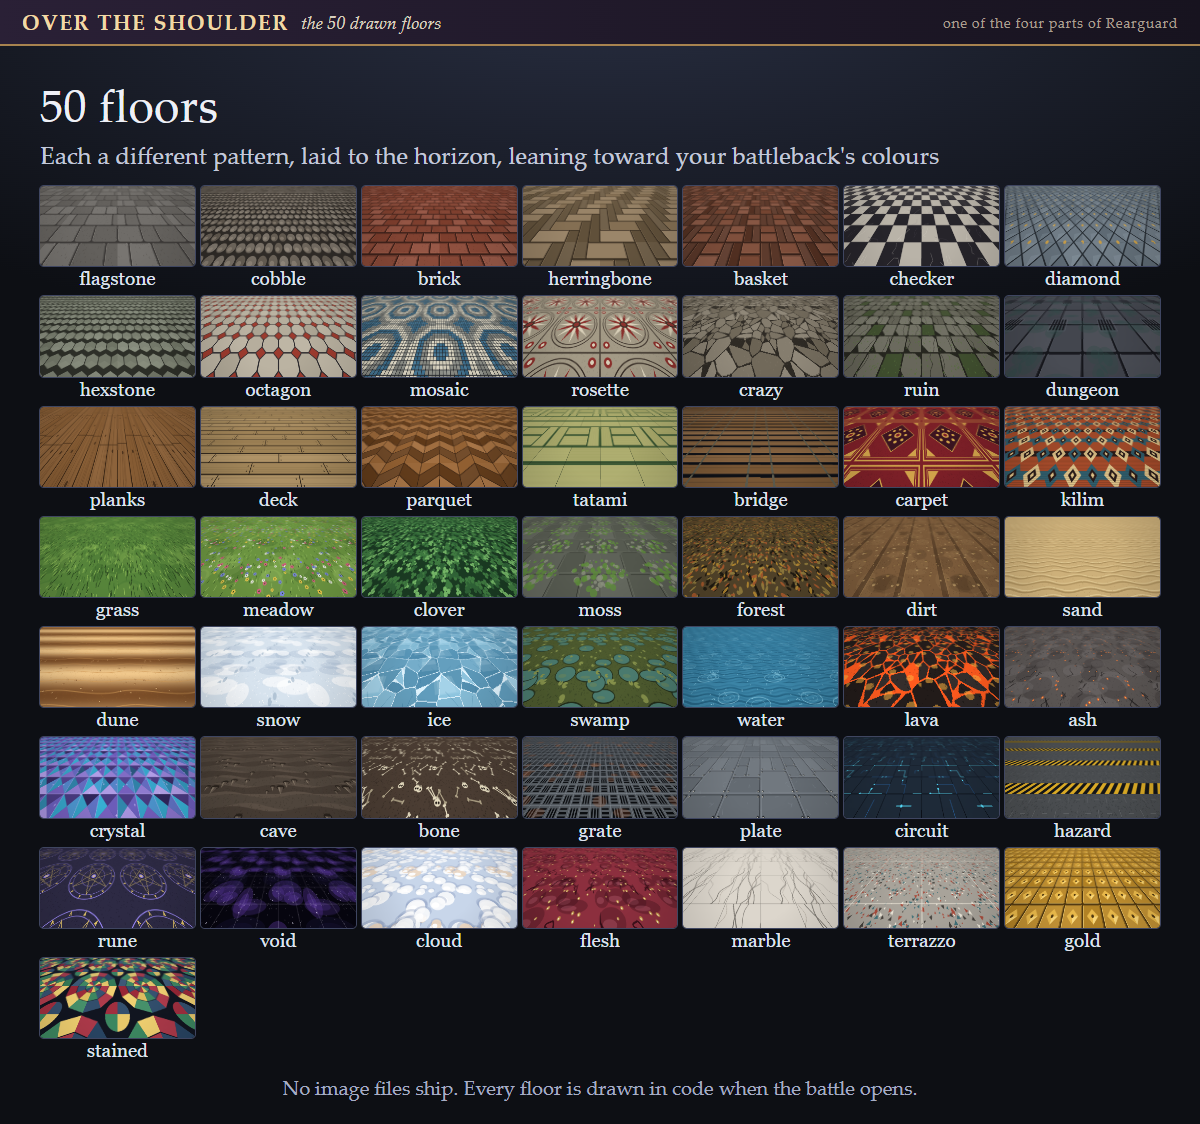 OVER THE SHOULDER the 50 drawn floors
one of the four parts of Rearguard
50 floors
Each a different pattern, laid to the horizon, leaning toward your battleback's colours
flagstone cobble brick herringbone basket checker diamond
hexstone octagon mosaic rosette crazy ruin dungeon
planks deck parquet tatami bridge carpet kilim
grass meadow clover moss forest dirt sand
dune snow ice swamp water lava ash
crystal cave bone grate plate circuit hazard
rune void cloud flesh marble terrazzo gold
stained
No image files ship. Every floor is drawn in code when the battle opens.